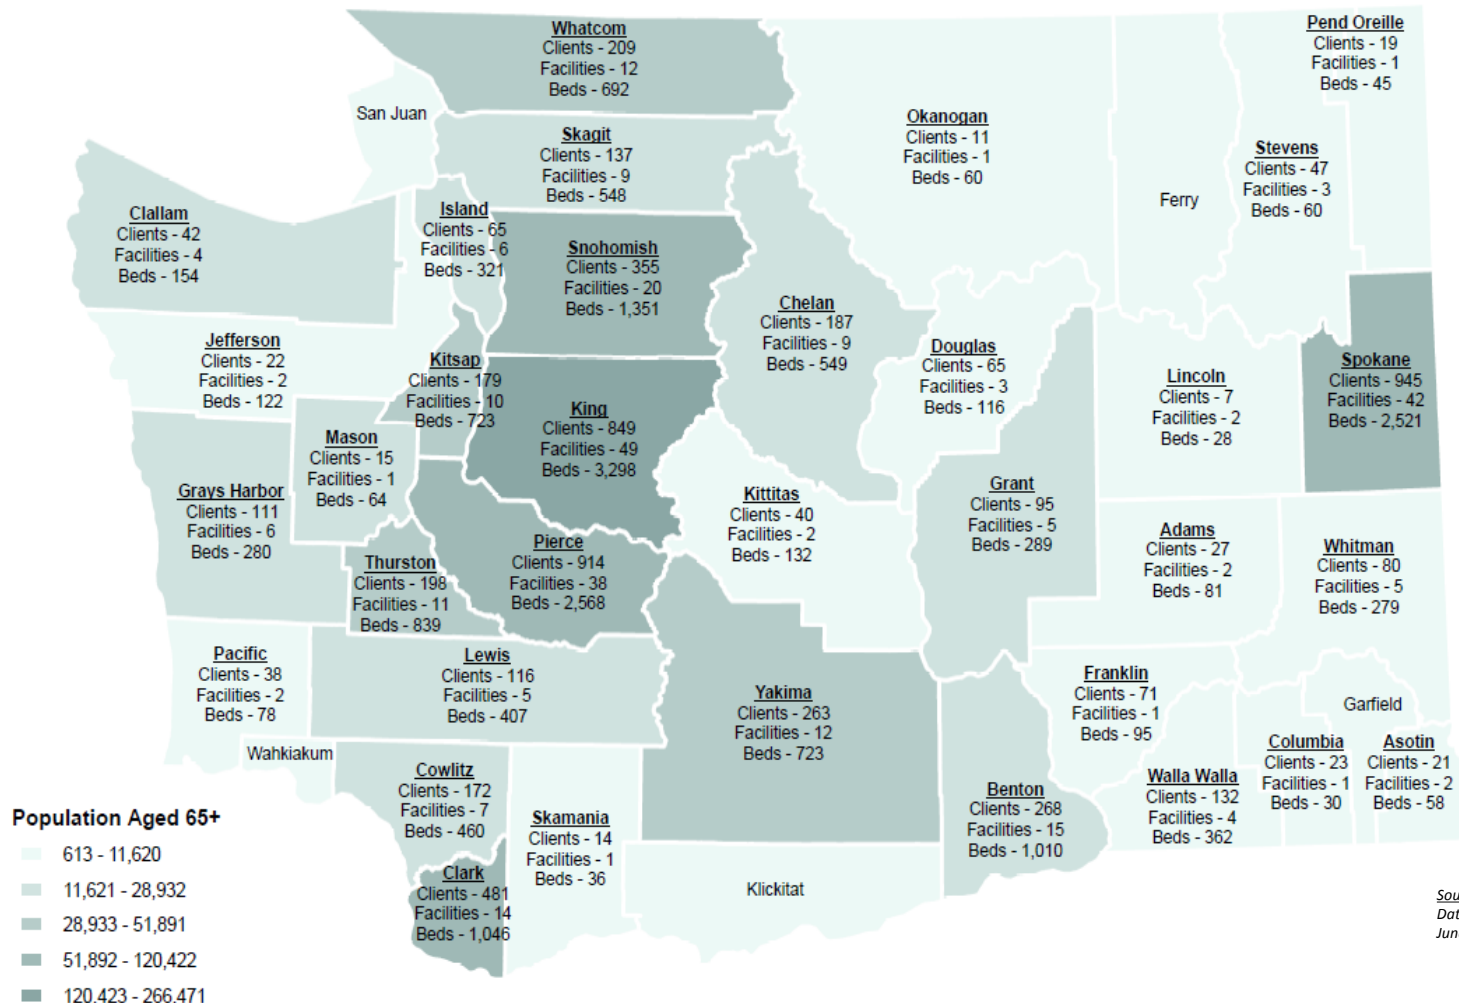 Whatcom
Clients - 209
Facilities - 12
Beds - 692
Pend Oreille
Clients - 19
Facilities - 1
Beds - 45
San Juan
Okanogan
Clients - 11
Facilities - 1
Beds - 60
Skagit
Clients - 137
Facilities - 9
Beds - 548
Stevens
Clients - 47
Facilities - 3
Beds - 60
Ferry
Clallam
Clients - 42
Facilities - 4
Beds - 154
Island
Clients - 65
Facilities - 6
Beds - 321
Snohomish
Clients - 355
Facilities - 20
Beds - 1,351
Chelan
Clients - 187
Facilities - 9
Beds - 549
Jefferson
Clients - 22
Facilities - 2
Beds - 122
Kitsap
Clients - 179
Facilities - 10
Beds - 723
Douglas
Clients - 65
Facilities - 3
Beds - 116
Lincoln
Clients - 7
Facilities - 2
Beds - 28
Spokane
Clients - 945
Facilities - 42
Beds - 2,521
King
Clients - 849
Facilities - 49
Beds - 3,298
Mason
Clients - 15
Facilities - 1
Beds - 64
Grays Harbor
Clients - 111
Facilities - 6
Beds - 280
Kittitas
Clients - 40
Facilities - 2
Beds - 132
Grant
Clients - 95
Facilities - 5
Beds - 289
Adams
Clients - 27
Facilities - 2
Beds - 81
Whitman
Clients - 80
Facilities - 5
Beds - 279
Thurston
Clients - 198
Facilities - 11
Beds - 839
Pierce
Clients - 914
Facilities - 38
Beds - 2,568
Pacific
Clients - 38
Facilities - 2
Beds - 78
Lewis
Clients - 116
Facilities - 5
Beds - 407
Yakima
Clients - 263
Facilities - 12
Beds - 723
Franklin
Clients - 71
Facilities - 1
Beds - 95
Garfield
Wahkiakum
Columbia
Clients - 23
Facilities - 1
Beds - 30
Asotin
Clients - 21
Facilities - 2
Beds - 58
Cowlitz
Clients - 172
Facilities - 7
Beds - 460
Walla Walla
Clients - 132
Facilities - 4
Beds - 362
Benton
Clients - 268
Facilities - 15
Beds - 1,010
Skamania
Clients - 14
Facilities - 1
Beds - 36
Clark
Clients - 481
Facilities - 14
Beds - 1,046
Klickitat
Population Aged 65+
613 - 11,620
11,621 - 28,932
28,933 - 51,891
51,892 - 120,422
120,423 - 266,471
Sou
Dat
Jun